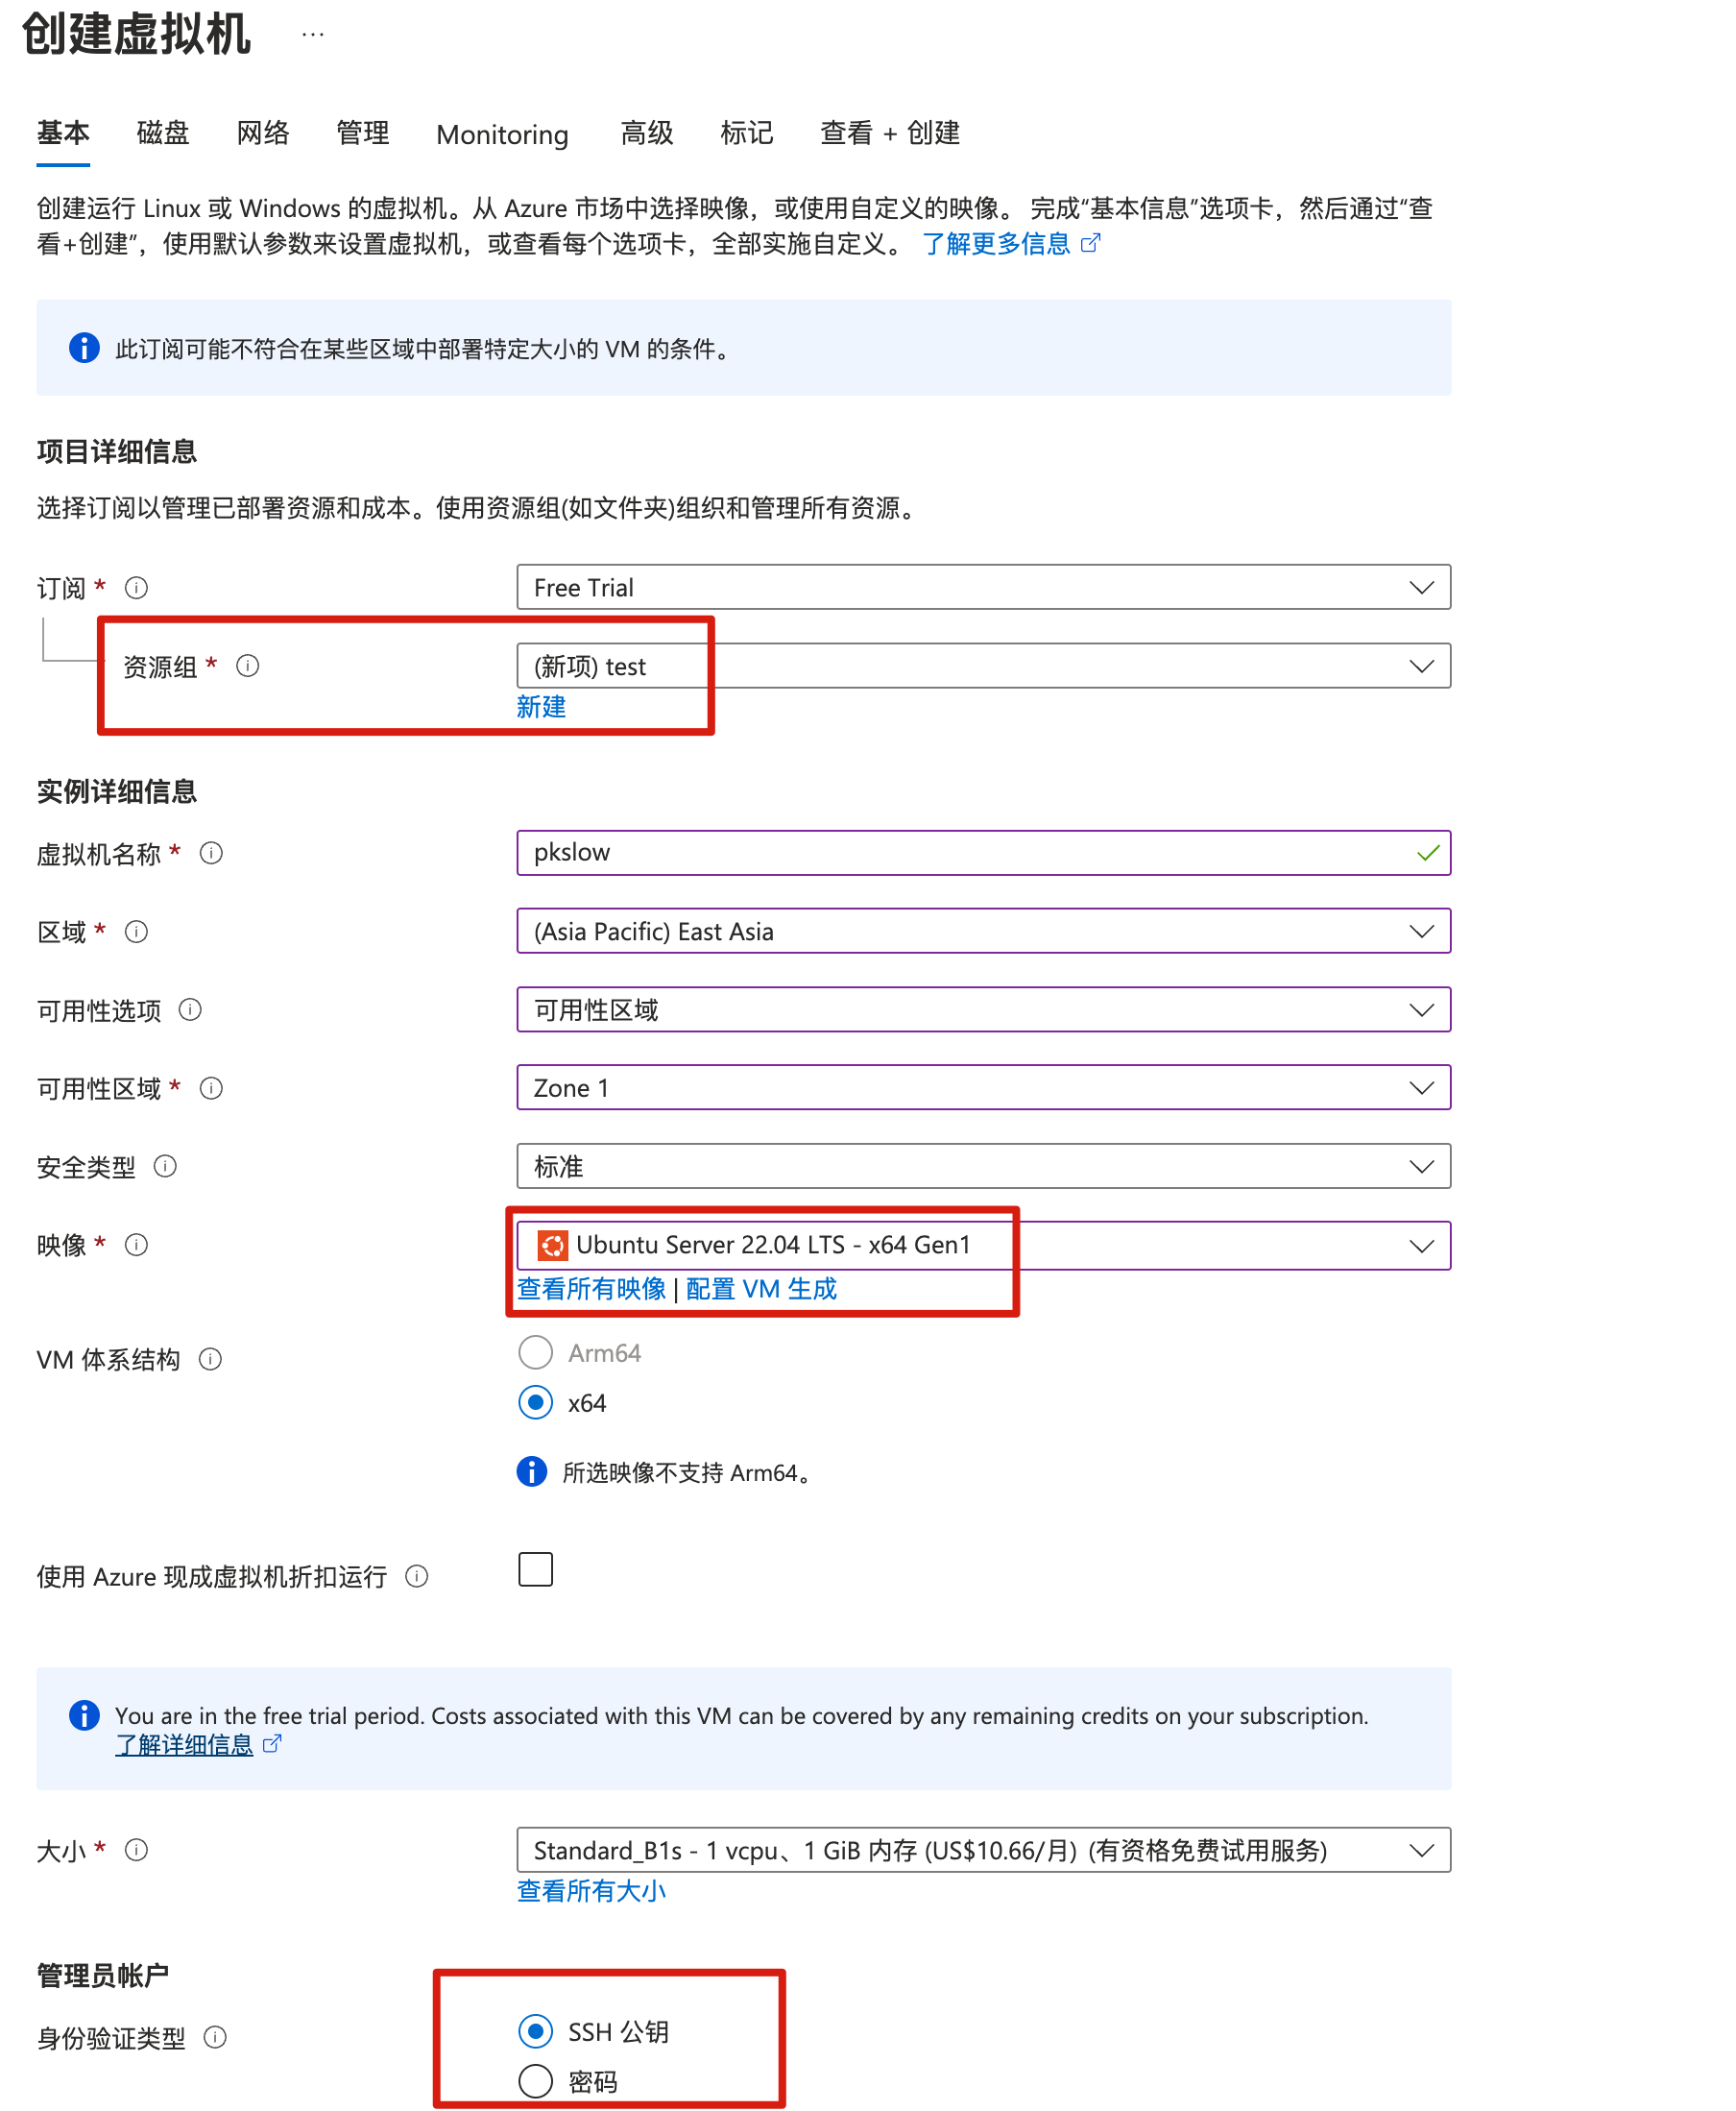 创建虚拟机 ...
基本 磁盘 网络 管理 Monitoring 高级 标记 查看 + 创建
创建运行 Linux 或 Windows 的虚拟机。从 Azure 市场中选择映像，或使用自定义的映像。 完成“基本信息”选项卡，然后通过“查
看+创建”，使用默认参数来设置虚拟机，或查看每个选项卡，全部实施自定义。 了解更多信息
此订阅可能不符合在某些区域中部署特定大小的 VM 的条件。
项目详细信息
选择订阅以管理已部署资源和成本。使用资源组(如文件夹)组织和管理所有资源。
订阅 * Free Trial
资源组 * (新项) test
新建
实例详细信息
虚拟机名称 * pkslow
区域 * (Asia Pacific) East Asia
可用性选项 可用性区域
可用性区域 * Zone 1
安全类型 标准
映像 * Ubuntu Server 22.04 LTS - x64 Gen1
查看所有映像 | 配置 VM 生成
VM 体系结构 Arm64
x64
所选映像不支持 Arm64。
使用 Azure 现成虚拟机折扣运行
You are in the free trial period. Costs associated with this VM can be covered by any remaining credits on your subscription.
了解详细信息
大小 * Standard_B1s - 1 vcpu、1 GiB 内存 (US$10.66/月) (有资格免费试用服务)
查看所有大小
管理员帐户
身份验证类型 SSH 公钥
密码